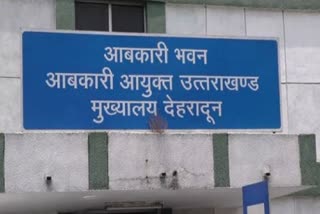 आबकारी भवन
आबकारी आयुक्त उत्तराखण्ड
मुख्यालय देहरादून